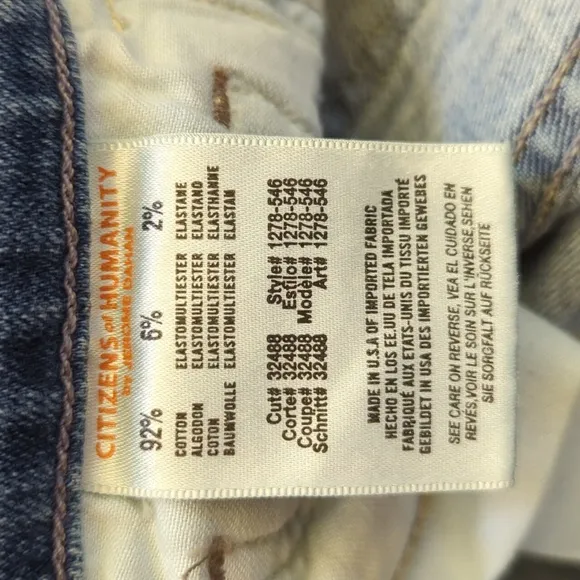 CITIZENS of HUMANITY
BY JEROME DAHAN
92% 6% 2%
COTTON ELASTOMULTIESTER ELASTANE
ALGODON ELASTOMULTIESTER ELASTANO
COTON ELASTOMULTIESTER ELASTHANNE
BAUMWOLLE ELASTOMULTIESTER ELASTAN
Cut# 32488 Style# 1278-546
Corte# 32488 Estilo# 1278-546
Coupe# 32488 Modèle# 1278-546
Schnitt# 32488 Art# 1278-546
MADE IN U.S.A OF IMPORTED FABRIC
HECHO EN LOS EE.UU DE TELA IMPORTADA
FABRIQUÉ AUX ETATS-UNIS DU TISSU IMPORTÉ
GEBILDET IN USA DES IMPORTIERTEN GEWEBES
SEE CARE ON REVERSE, VEA EL CUIDADO EN
REVÉS,VOIR LE SOIN SUR L'INVERSE,SEHEN
SIE SORGFALT AUF RÜCKSEITE